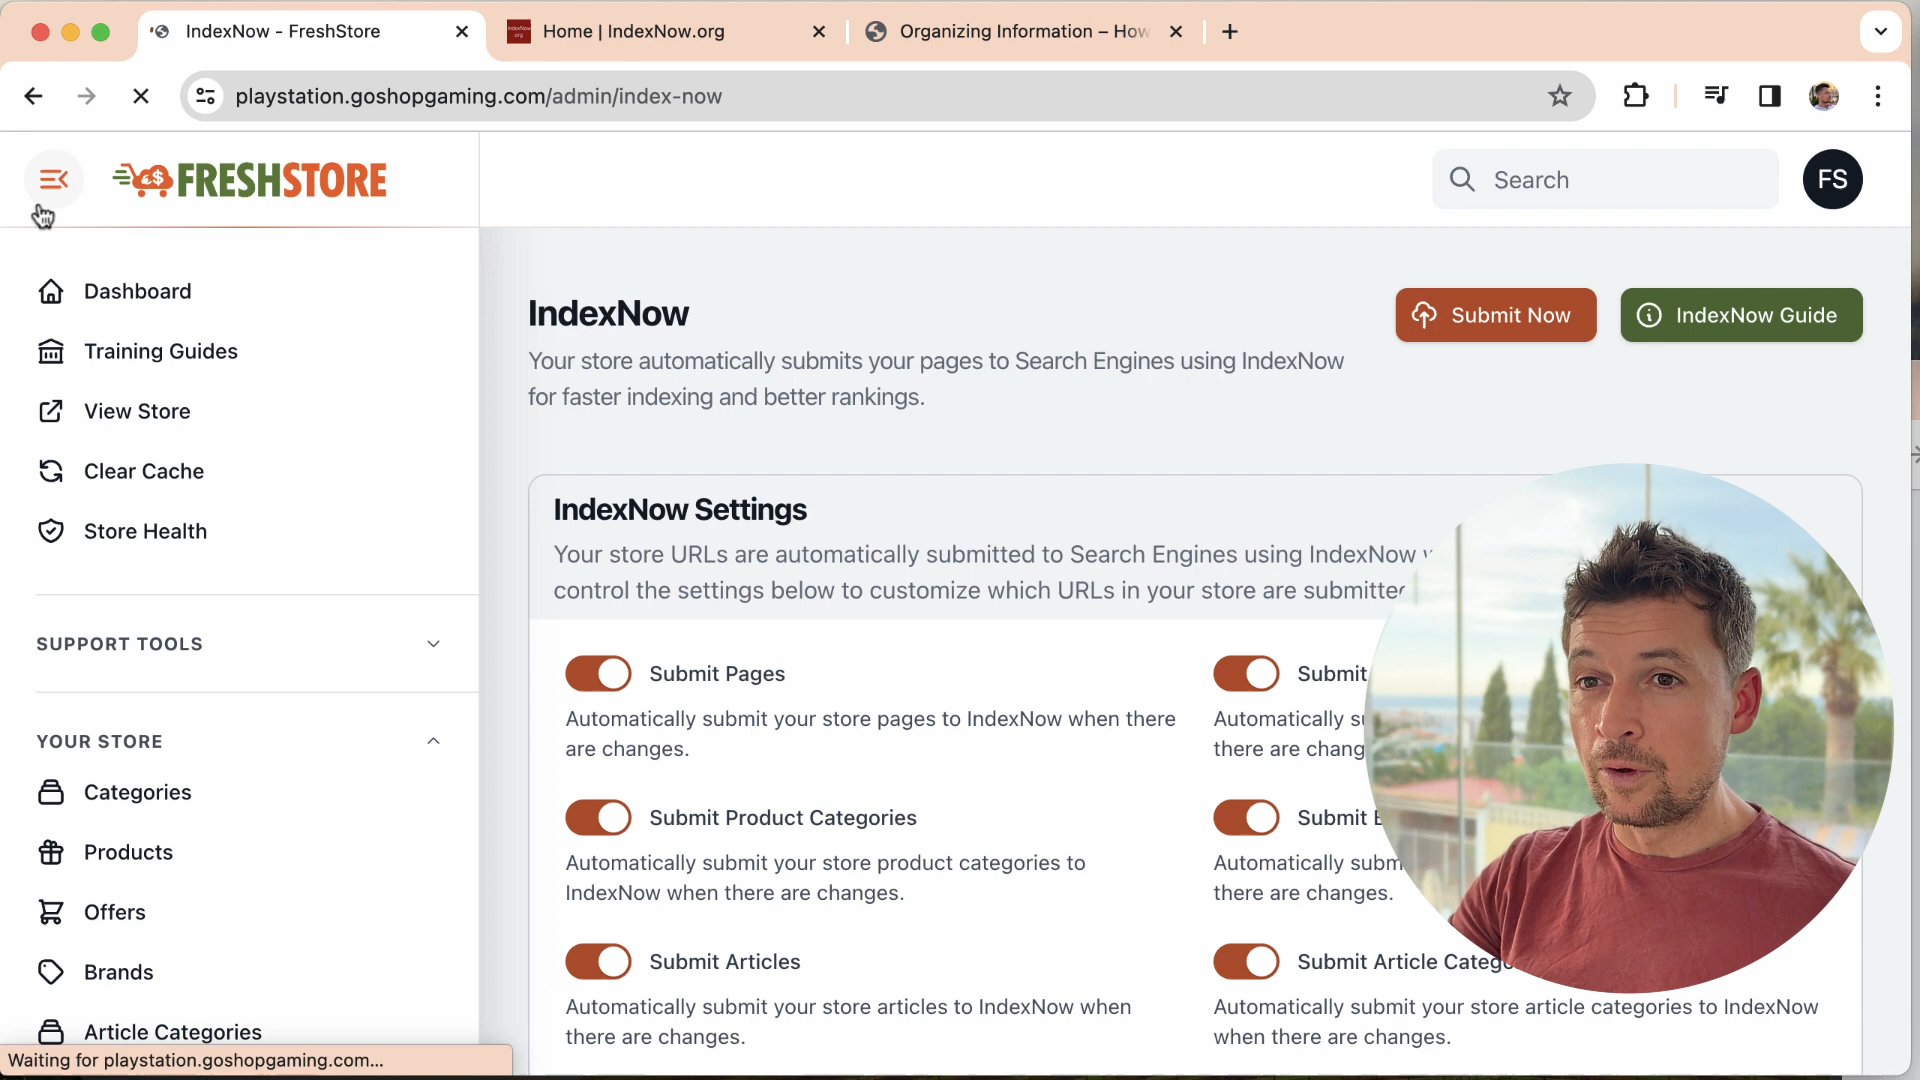 IndexNow - FreshStore
Home | IndexNow.org
Organizing Information – How
playstation.goshopgaming.com/admin/index-now
FRESHSTORE
Search
FS
Dashboard
Training Guides
View Store
Clear Cache
Store Health
SUPPORT TOOLS
YOUR STORE
Categories
Products
Offers
Brands
Article Categories
Waiting for playstation.goshopgaming.com...
IndexNow
Your store automatically submits your pages to Search Engines using IndexNow
for faster indexing and better rankings.
Submit Now
IndexNow Guide
IndexNow Settings
Your store URLs are automatically submitted to Search Engines using IndexNow
control the settings below to customize which URLs in your store are submitted
Submit Pages
Automatically submit your store pages to IndexNow when there
are changes.
Submit
Automatically
there are
Submit Product Categories
Automatically submit your store product categories to
IndexNow when there are changes.
Submit
Automatically
there are changes.
Submit Articles
Automatically submit your store articles to IndexNow when
there are changes.
Submit Article
Automatically submit your store article categories to IndexNow
when there are changes.